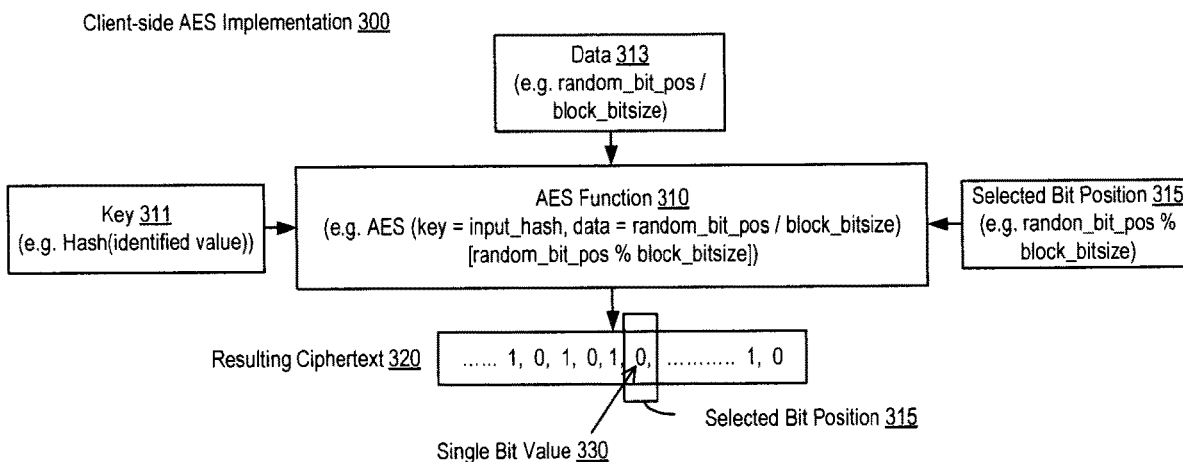 Client-side AES Implementation 300
Data 313
(e.g. random_bit_pos /
block_bitsize)
Key 311
(e.g. Hash(identified value))
AES Function 310
(e.g. AES (key = input_hash, data = random_bit_pos / block_bitsize)
[random_bit_pos % block_bitsize])
Selected Bit Position 315
(e.g. randon_bit_pos %
block_bitsize)
Resulting Ciphertext 320
...... 1, 0, 1, 0, 1, 0, ........... 1, 0
Selected Bit Position 315
Single Bit Value 330